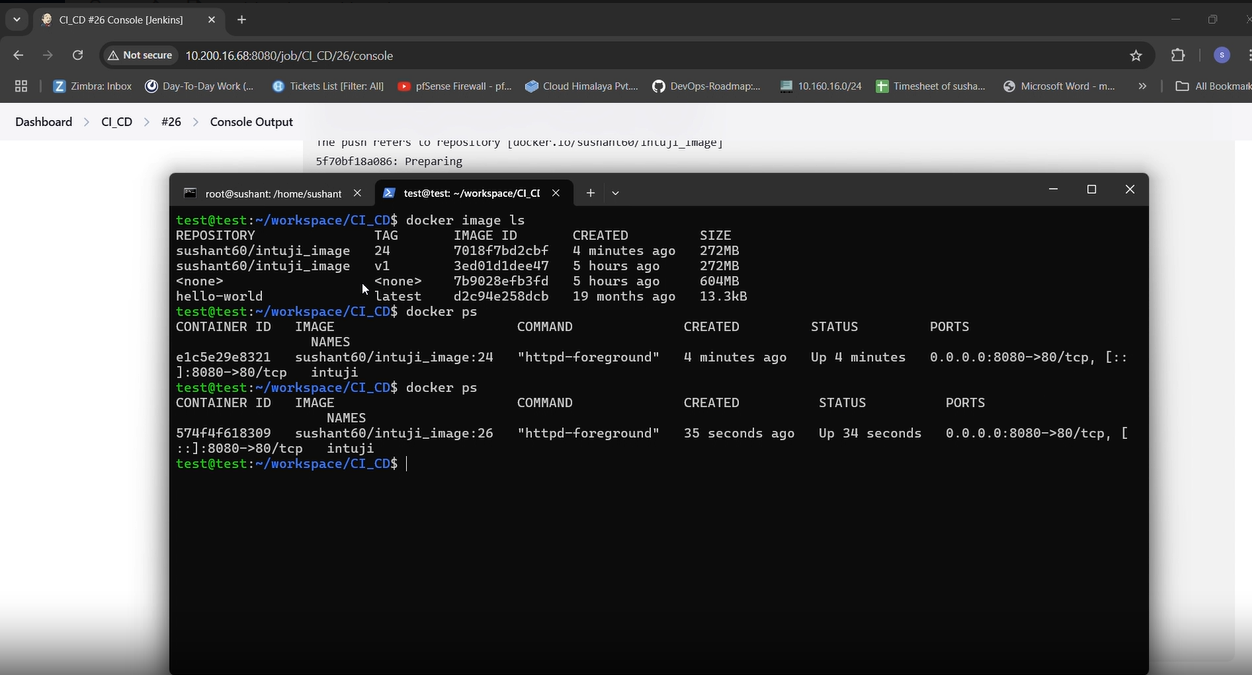 CI_CD #26 Console [Jenkins]
Not secure 10.200.16.68:8080/job/CI_CD/26/console
S
Zimbra: Inbox Day-To-Day Work (... Tickets List [Filter: All] pfSense Firewall - pf... Cloud Himalaya Pvt.... DevOps-Roadmap:... 10.160.16.0/24 Timesheet of susha... Microsoft Word - m... » All Bookmark
Dashboard > CI_CD > #26 > Console Output
The push refers to repository [docker.io/sushant60/intuji_image]
5f70bf18a086: Preparing
root@sushant: /home/sushant test@test: ~/workspace/CI_CD
test@test:~/workspace/CI_CD$ docker image ls
REPOSITORY TAG IMAGE ID CREATED SIZE
sushant60/intuji_image 24 7018f7bd2cbf 4 minutes ago 272MB
sushant60/intuji_image v1 3ed01d1dee47 5 hours ago 272MB
<none> <none> 7b9028efb3fd 5 hours ago 604MB
hello-world latest d2c94e258dcb 19 months ago 13.3kB
test@test:~/workspace/CI_CD$ docker ps
CONTAINER ID IMAGE COMMAND CREATED STATUS PORTS
NAMES
e1c5e29e8321 sushant60/intuji_image:24 "httpd-foreground" 4 minutes ago Up 4 minutes 0.0.0.0:8080->80/tcp, [::
]:8080->80/tcp intuji
test@test:~/workspace/CI_CD$ docker ps
CONTAINER ID IMAGE COMMAND CREATED STATUS PORTS
NAMES
574f4f618309 sushant60/intuji_image:26 "httpd-foreground" 35 seconds ago Up 34 seconds 0.0.0.0:8080->80/tcp, [
::]:8080->80/tcp intuji
test@test:~/workspace/CI_CD$